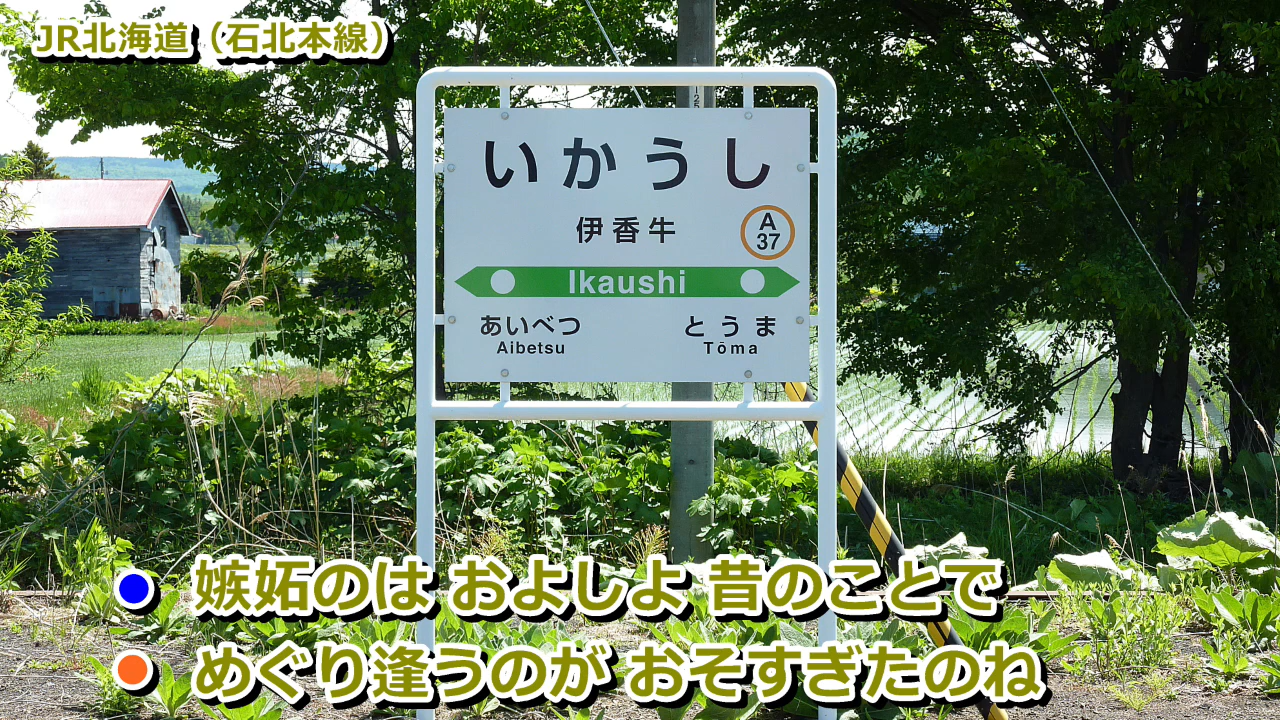 JR北海道（石北本線）
いかうし
伊香牛
A
37
Ikaushi
あいべつ とうま
Aibetsu Tōma
嫉妬のは およしよ 昔のことで
めぐり逢うのが おそすぎたのね